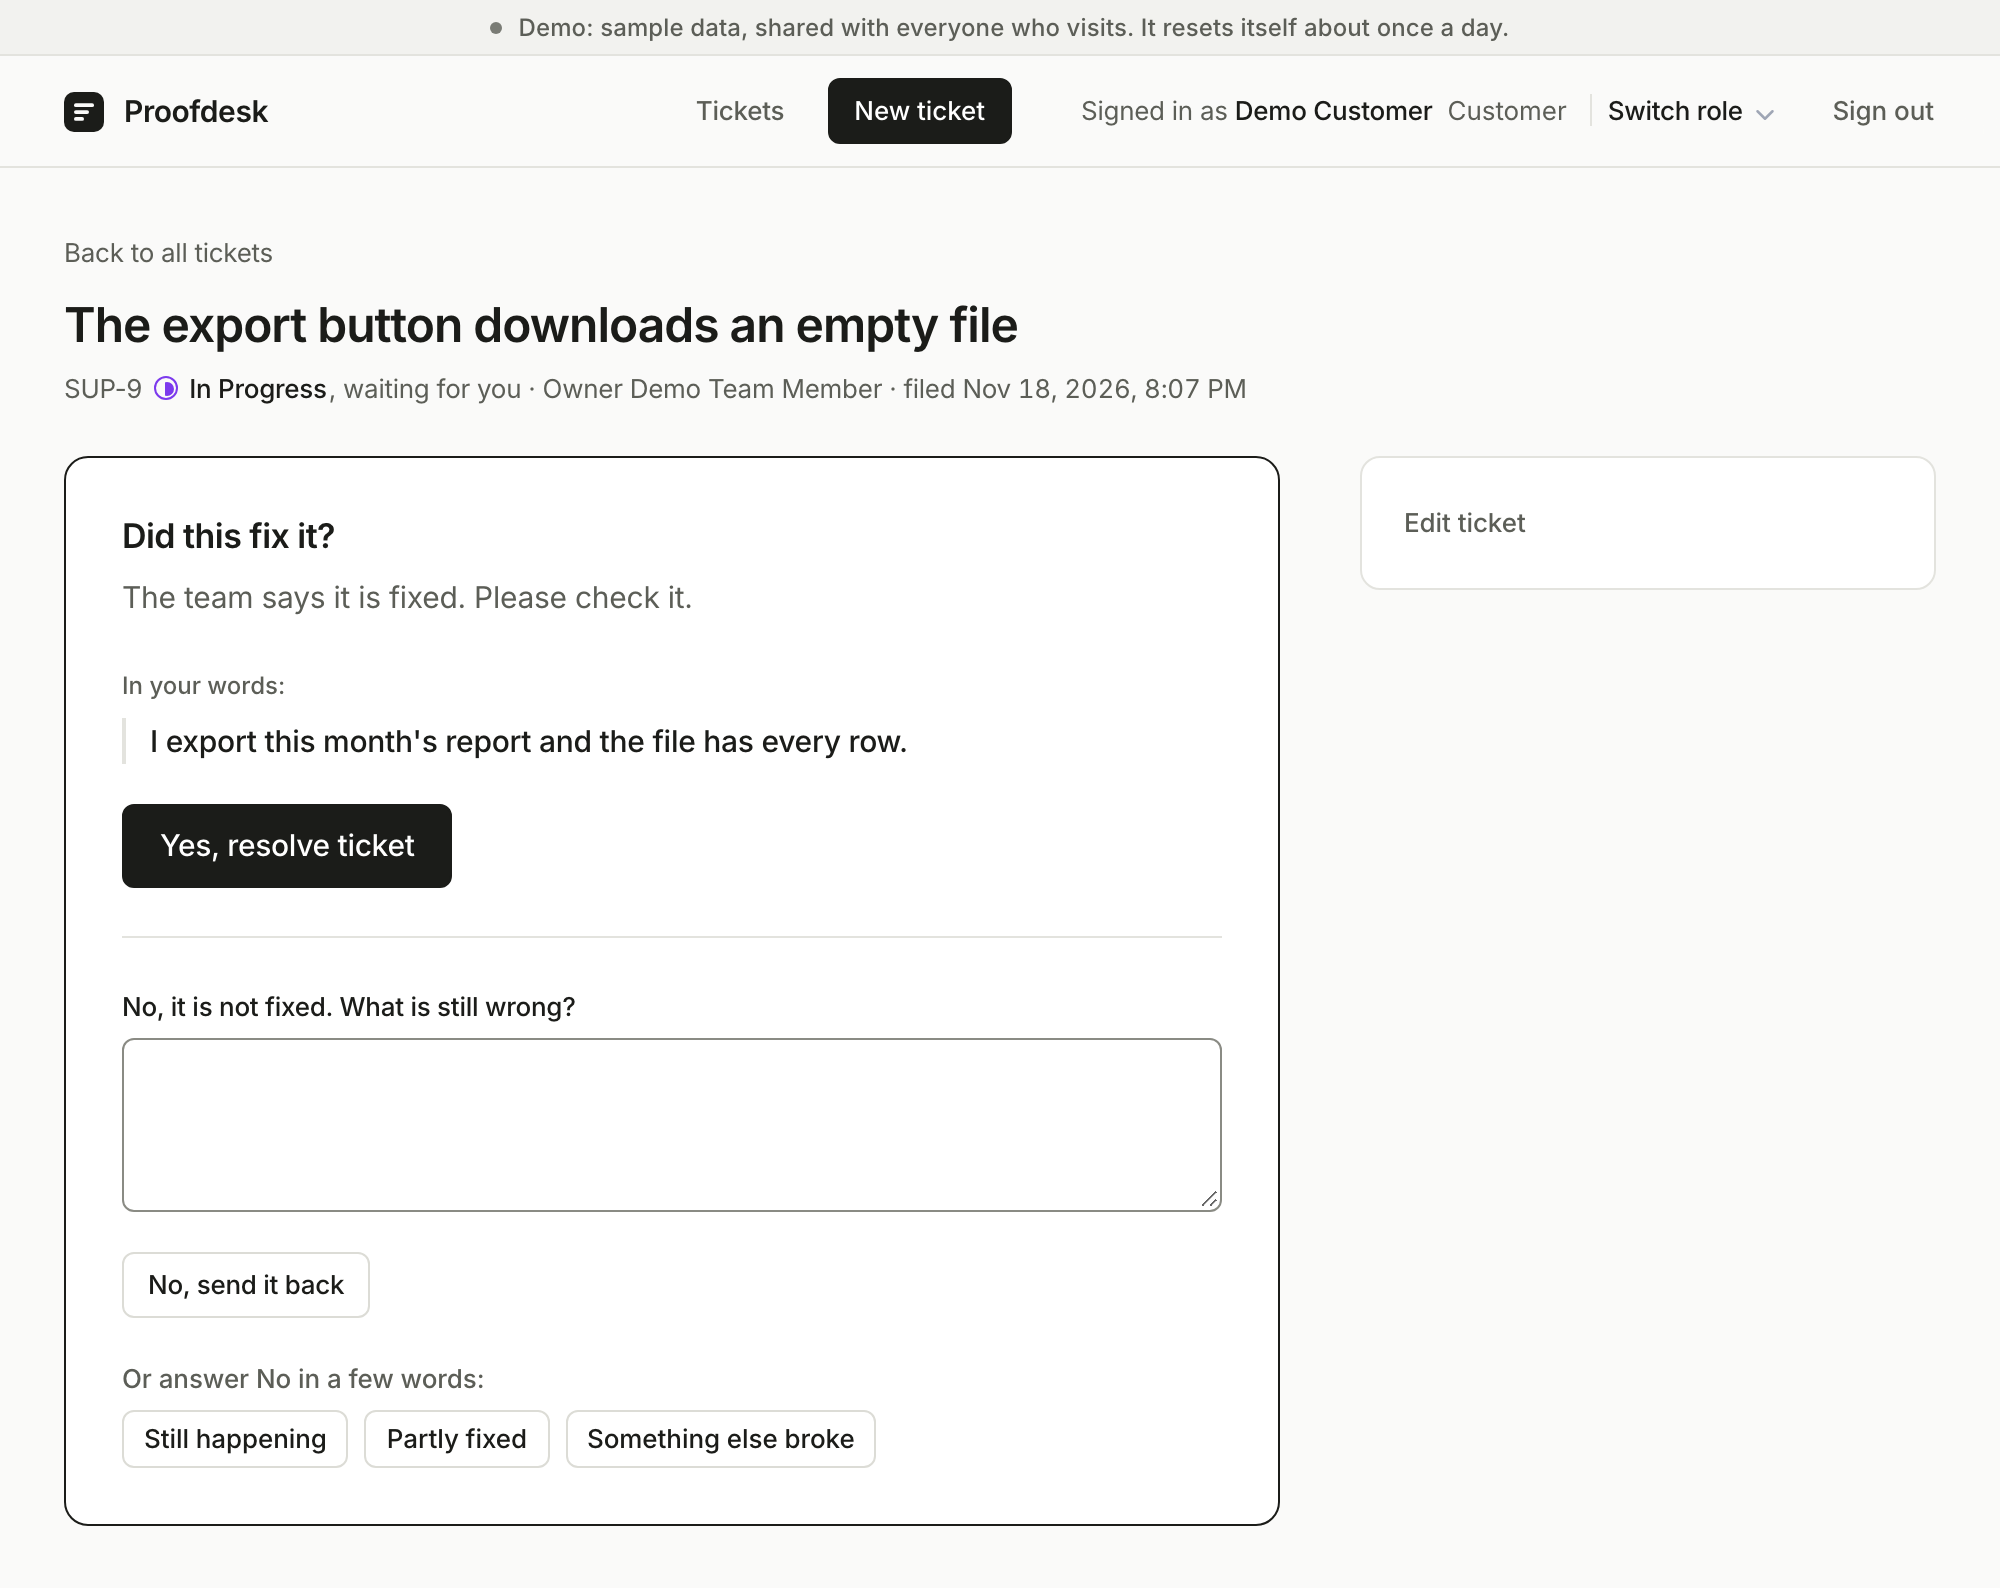 Demo: sample data, shared with everyone who visits. It resets itself about once a day.
Proofdesk
Tickets
New ticket
Signed in as Demo Customer Customer
Switch role
Sign out
Back to all tickets
The export button downloads an empty file
SUP-9 In Progress, waiting for you · Owner Demo Team Member · filed Nov 18, 2026, 8:07 PM
Did this fix it?
The team says it is fixed. Please check it.
In your words:
I export this month's report and the file has every row.
Yes, resolve ticket
No, it is not fixed. What is still wrong?
No, send it back
Or answer No in a few words:
Still happening
Partly fixed
Something else broke
Edit ticket